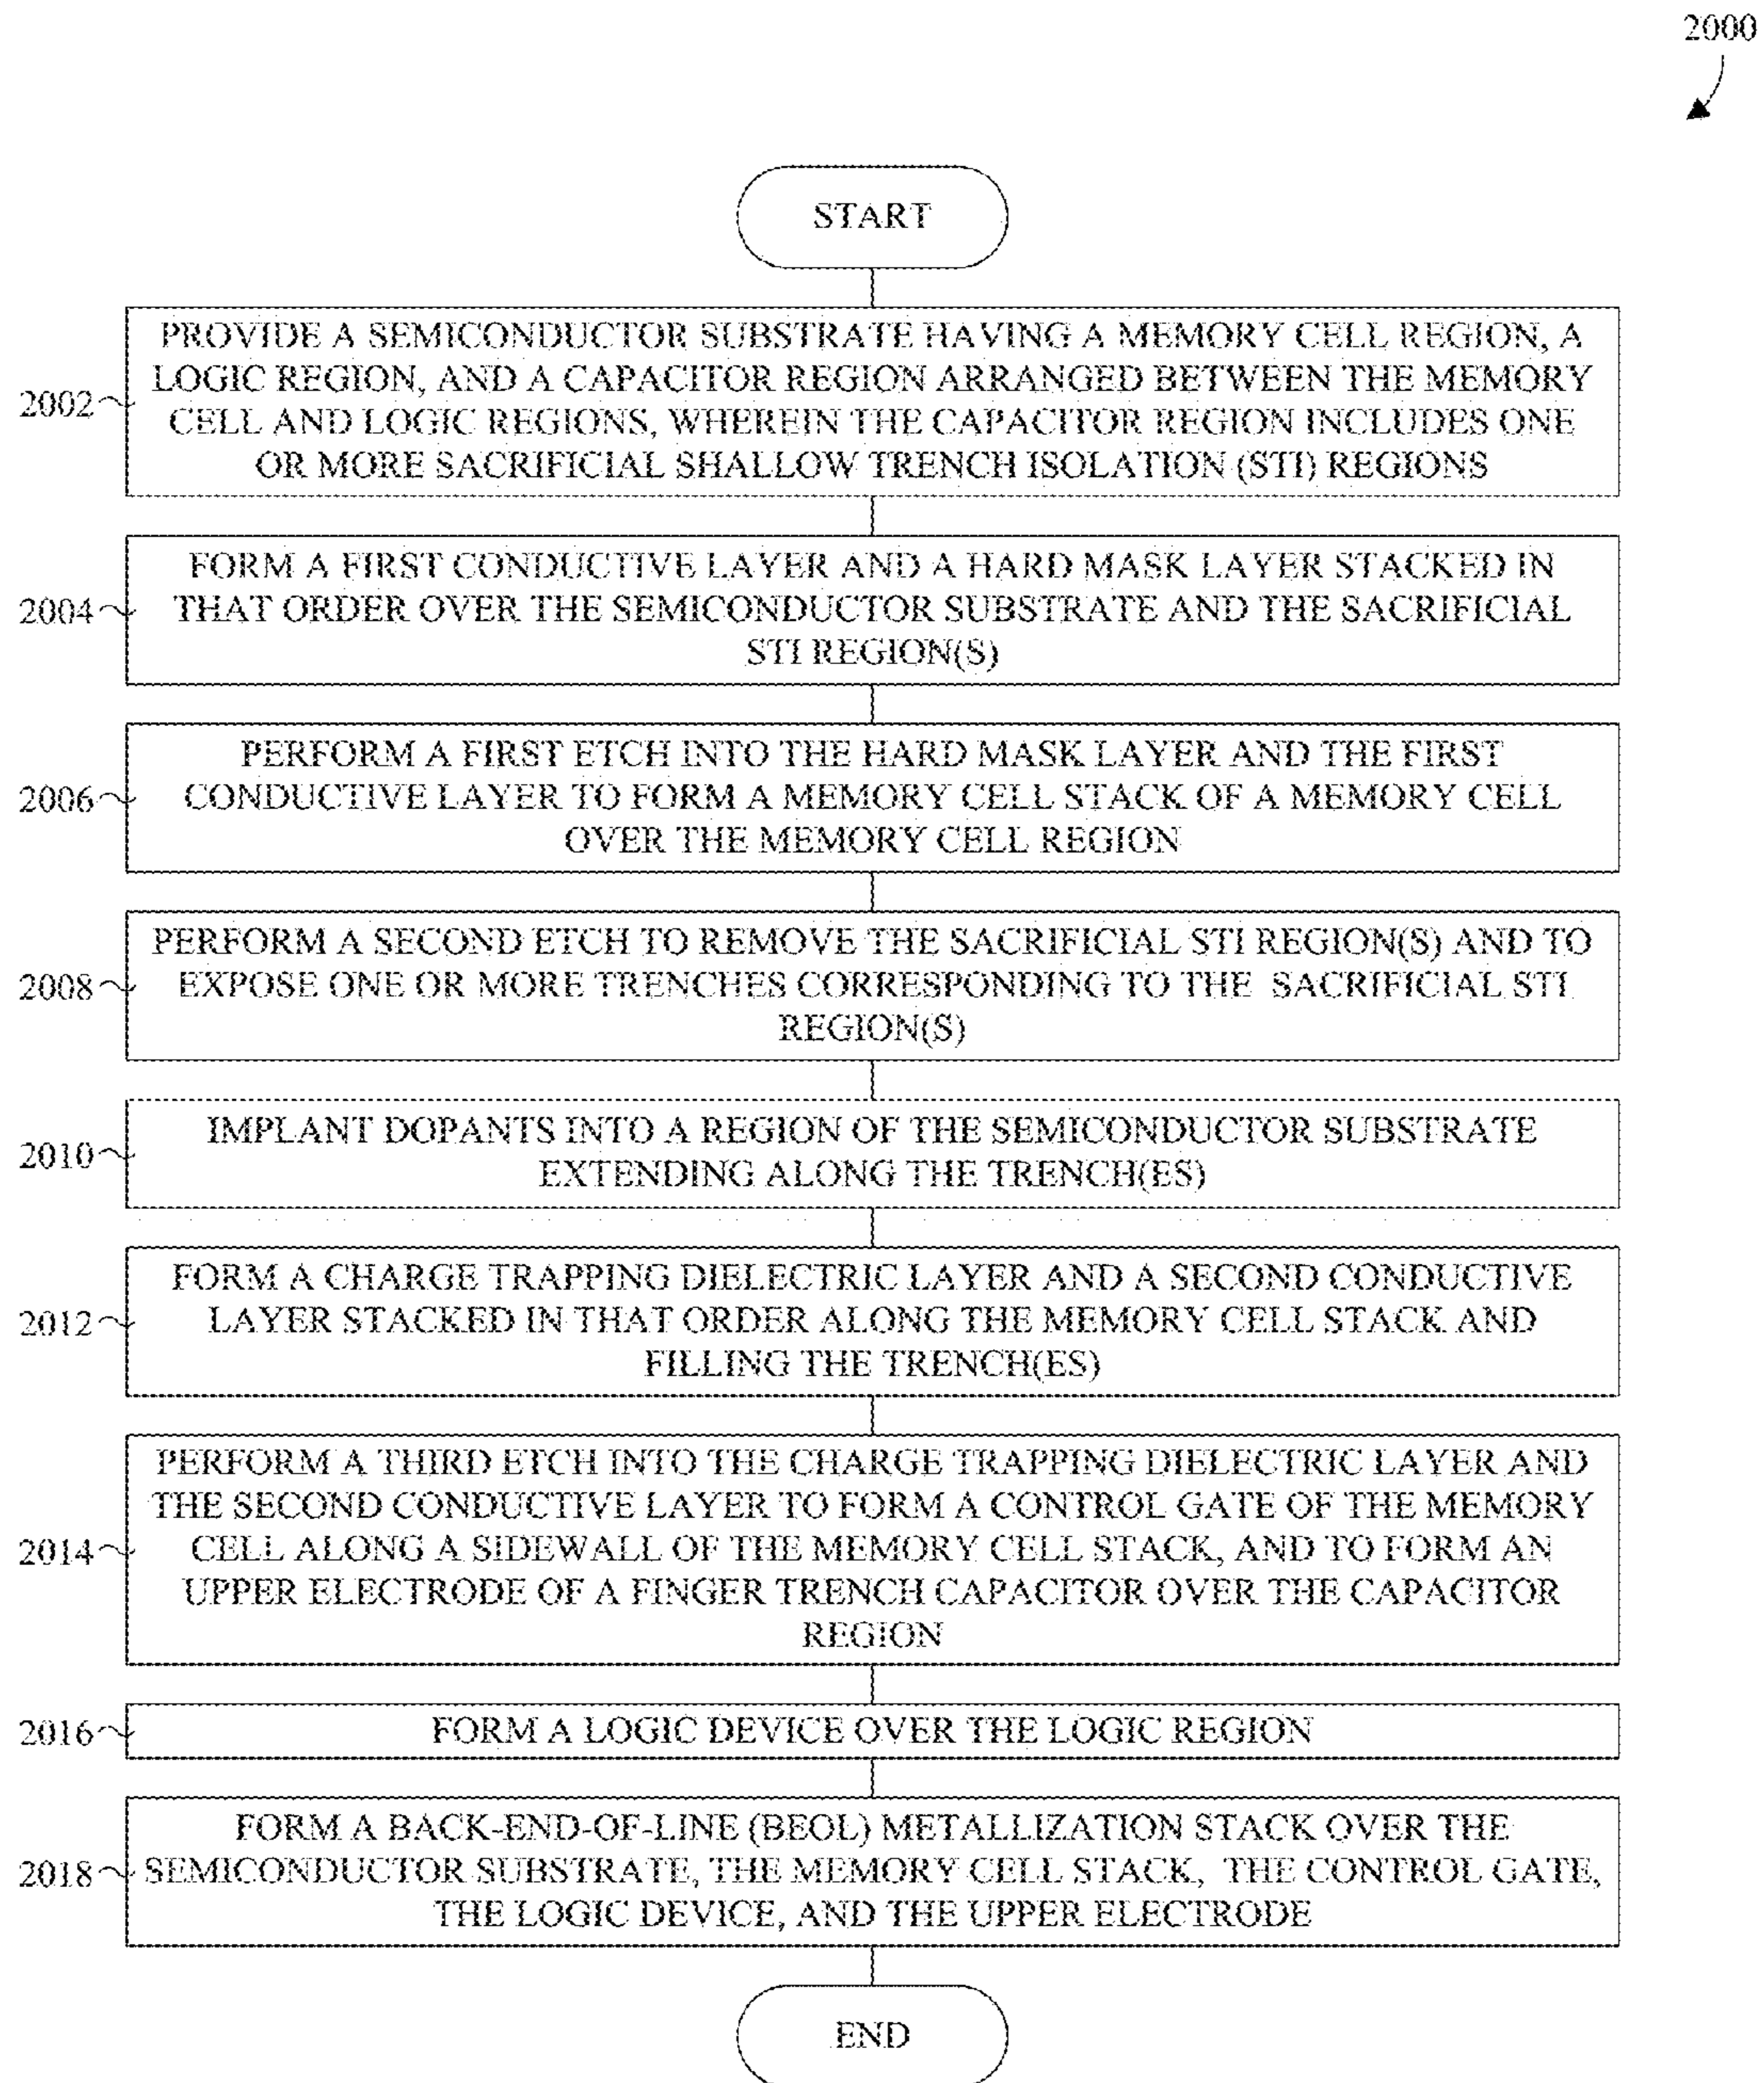 2000
START
PROVIDE A SEMICONDUCTOR SUBSTRATE HAVING A MEMORY CELL REGION, A
LOGIC REGION, AND A CAPACITOR REGION ARRANGED BETWEEN THE MEMORY
2002
CELL AND LOGIC REGIONS, WHEREIN THE CAPACITOR REGION INCLUDES ONE
OR MORE SACRIFICIAL SHALLOW TRENCH ISOLATION (STI) REGIONS
FORM A FIRST CONDUCTIVE LAYER AND A HARD MASK LAYER STACKED IN
2004
THAT ORDER OVER THE SEMICONDUCTOR SUBSTRATE AND THE SACRIFICIAL
STI REGION(S)
PERFORM A FIRST ETCH INTO THE HARD MASK LAYER AND THE FIRST
2006
CONDUCTIVE LAYER TO FORM A MEMORY CELL STACK OF A MEMORY CELL
OVER THE MEMORY CELL REGION
PERFORM A SECOND ETCH TO REMOVE THE SACRIFICIAL STI REGION(S) AND TO
2008
EXPOSE ONE OR MORE TRENCHES CORRESPONDING TO THE SACRIFICIAL STI
REGION(S)
IMPLANT DOPANTS INTO A REGION OF THE SEMICONDUCTOR SUBSTRATE
2010
EXTENDING ALONG THE TRENCH(ES)
FORM A CHARGE TRAPPING DIELECTRIC LAYER AND A SECOND CONDUCTIVE
2012
LAYER STACKED IN THAT ORDER ALONG THE MEMORY CELL STACK AND
FILLING THE TRENCH(ES)
PERFORM A THIRD ETCH INTO THE CHARGE TRAPPING DIELECTRIC LAYER AND
THE SECOND CONDUCTIVE LAYER TO FORM A CONTROL GATE OF THE MEMORY
2014
CELL ALONG A SIDEWALL OF THE MEMORY CELL STACK, AND TO FORM AN
UPPER ELECTRODE OF A FINGER TRENCH CAPACITOR OVER THE CAPACITOR
REGION
2016
FORM A LOGIC DEVICE OVER THE LOGIC REGION
FORM A BACK-END-OF-LINE (BEOL) METALLIZATION STACK OVER THE
2018
SEMICONDUCTOR SUBSTRATE, THE MEMORY CELL STACK, THE CONTROL GATE,
THE LOGIC DEVICE, AND THE UPPER ELECTRODE
END